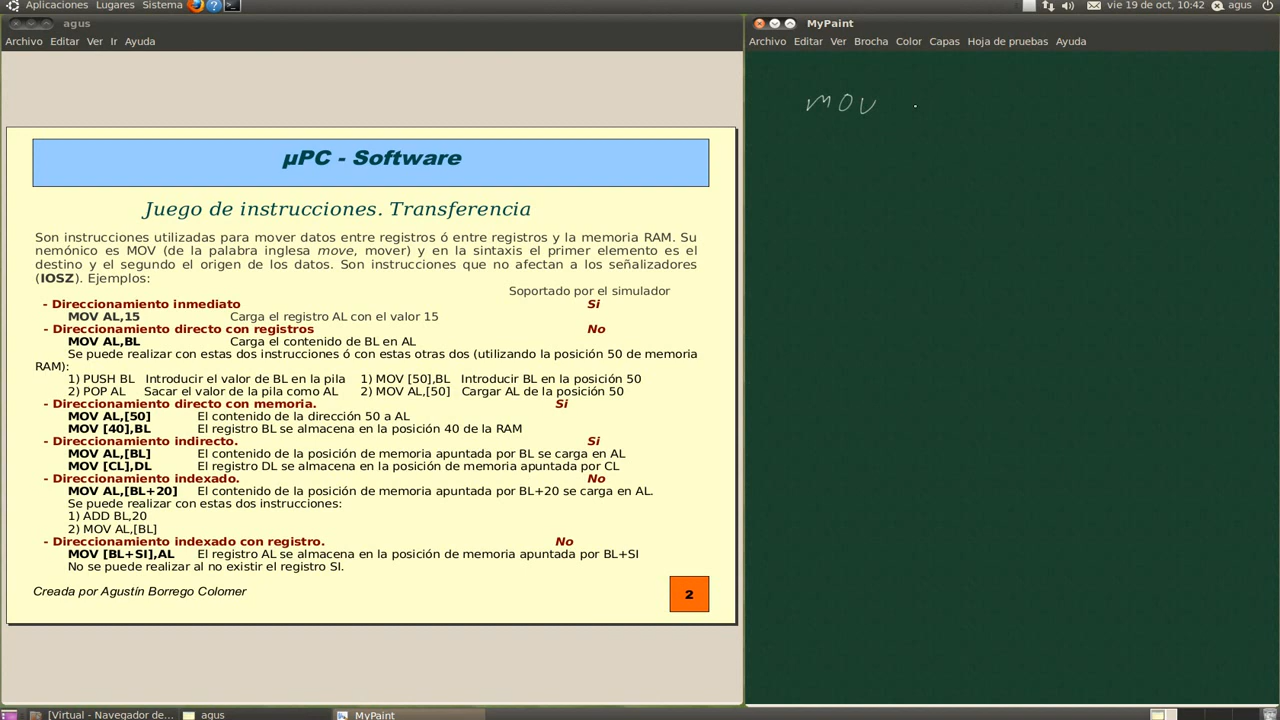 Aplicaciones Lugares Sistema vie 19 de oct, 10:42 agus
agus
Archivo Editar Ver Ir Ayuda
µPC - Software
Juego de instrucciones. Transferencia
Son instrucciones utilizadas para mover datos entre registros ó entre registros y la memoria RAM. Su
nemónico es MOV (de la palabra inglesa move, mover) y en la sintaxis el primer elemento es el
destino y el segundo el origen de los datos. Son instrucciones que no afectan a los señalizadores
(IOSZ). Ejemplos:
Soportado por el simulador
- Direccionamiento inmediato Si
MOV AL,15 Carga el registro AL con el valor 15
- Direccionamiento directo con registros No
MOV AL,BL Carga el contenido de BL en AL
Se puede realizar con estas dos instrucciones ó con estas otras dos (utilizando la posición 50 de memoria
RAM):
1) PUSH BL Introducir el valor de BL en la pila 1) MOV [50],BL Introducir BL en la posición 50
2) POP AL Sacar el valor de la pila como AL 2) MOV AL,[50] Cargar AL de la posición 50
- Direccionamiento directo con memoria. Si
MOV AL,[50] El contenido de la dirección 50 a AL
MOV [40],BL El registro BL se almacena en la posición 40 de la RAM
- Direccionamiento indirecto. Si
MOV AL,[BL] El contenido de la posición de memoria apuntada por BL se carga en AL
MOV [CL],DL El registro DL se almacena en la posición de memoria apuntada por CL
- Direccionamiento indexado. No
MOV AL,[BL+20] El contenido de la posición de memoria apuntada por BL+20 se carga en AL.
Se puede realizar con estas dos instrucciones:
1) ADD BL,20
2) MOV AL,[BL]
- Direccionamiento indexado con registro. No
MOV [BL+SI],AL El registro AL se almacena en la posición de memoria apuntada por BL+SI
No se puede realizar al no existir el registro SI.
Creada por Agustín Borrego Colomer
2
MyPaint
Archivo Editar Ver Brocha Color Capas Hoja de pruebas Ayuda
MOV
[Virtual - Navegador de... agus MyPaint